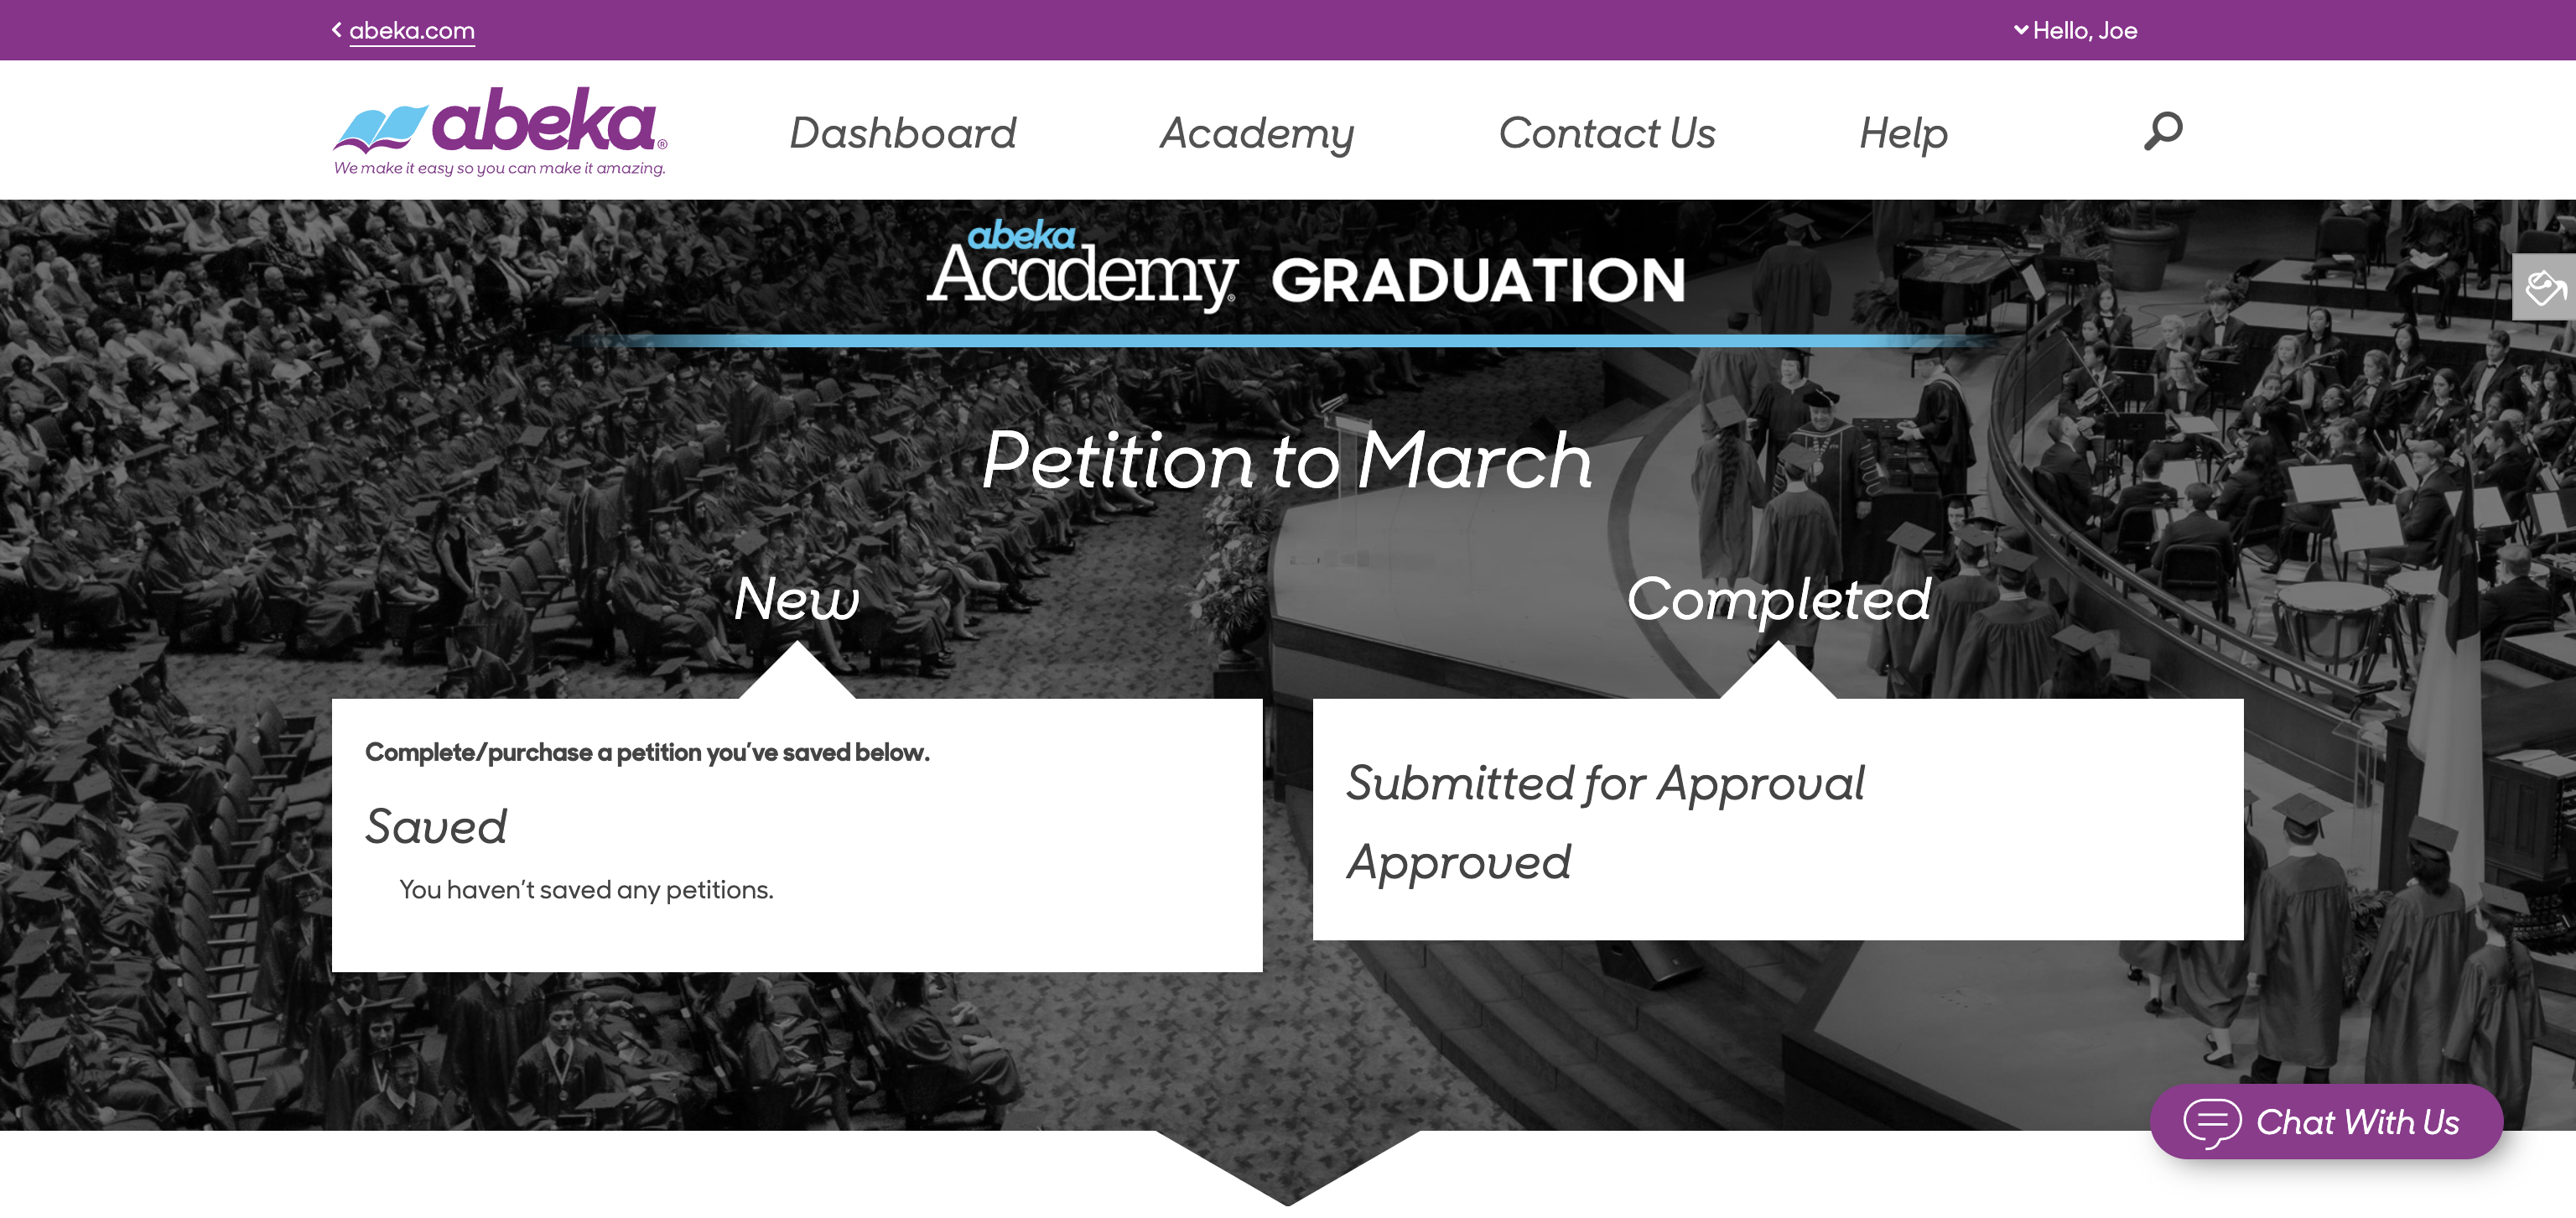 abeka.com
Hello, Joe
abeka®
We make it easy so you can make it amazing.
Dashboard
Academy
Contact Us
Help
abeka
Academy® GRADUATION
Petition to March
New
Completed
Complete/purchase a petition you've saved below.
Saved
You haven't saved any petitions.
Submitted for Approval
Approved
Chat With Us